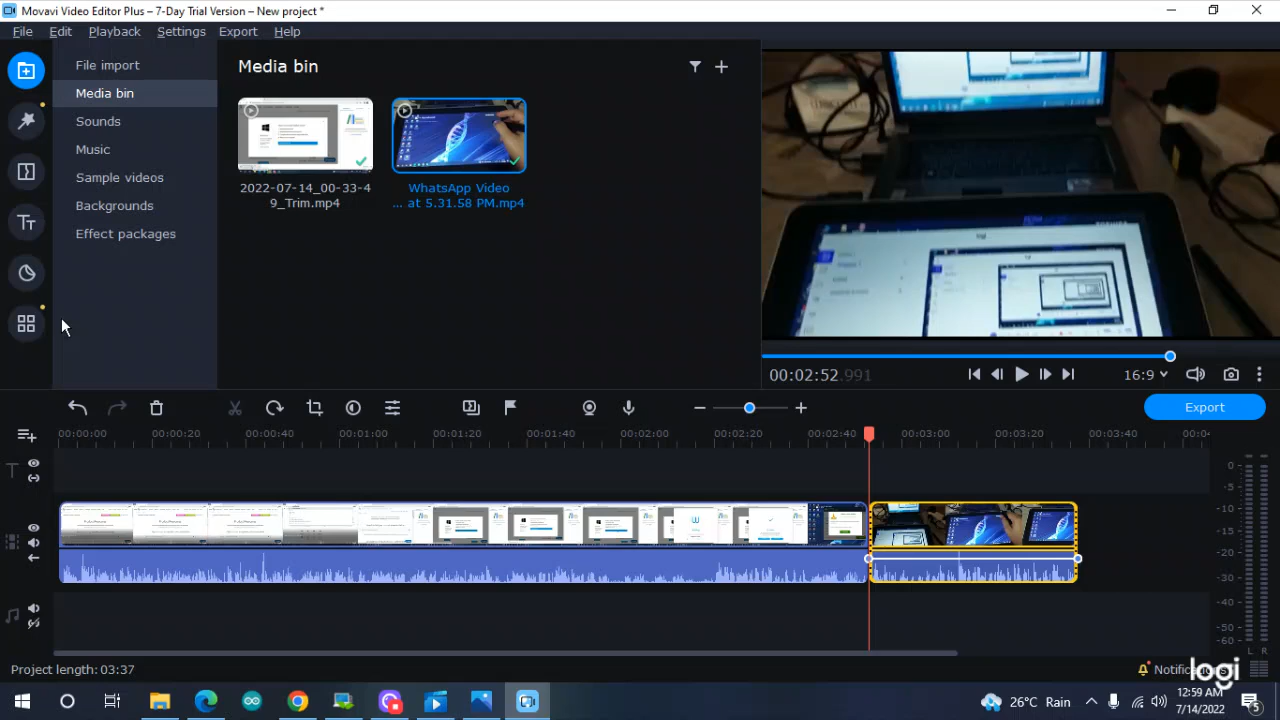 Movavi Video Editor Plus – 7-Day Trial Version – New project *
File Edit Playback Settings Export Help
File import
Media bin
Sounds
Music
Sample videos
Backgrounds
Effect packages
Media bin
2022-07-14_00-33-4
9_Trim.mp4
WhatsApp Video
... at 5.31.58 PM.mp4
00:02:52.991
16:9
Export
00:00:00 00:00:20 00:00:40 00:01:00 00:01:20 00:01:40 00:02:00 00:02:20 00:02:40 00:03:00 00:03:20 00:03:40
0
-5
-10
-15
-20
-30
-40
-50
-60
L R
Project length: 03:37
Notifications
logi
26°C Rain
12:59 AM
7/14/2022
5